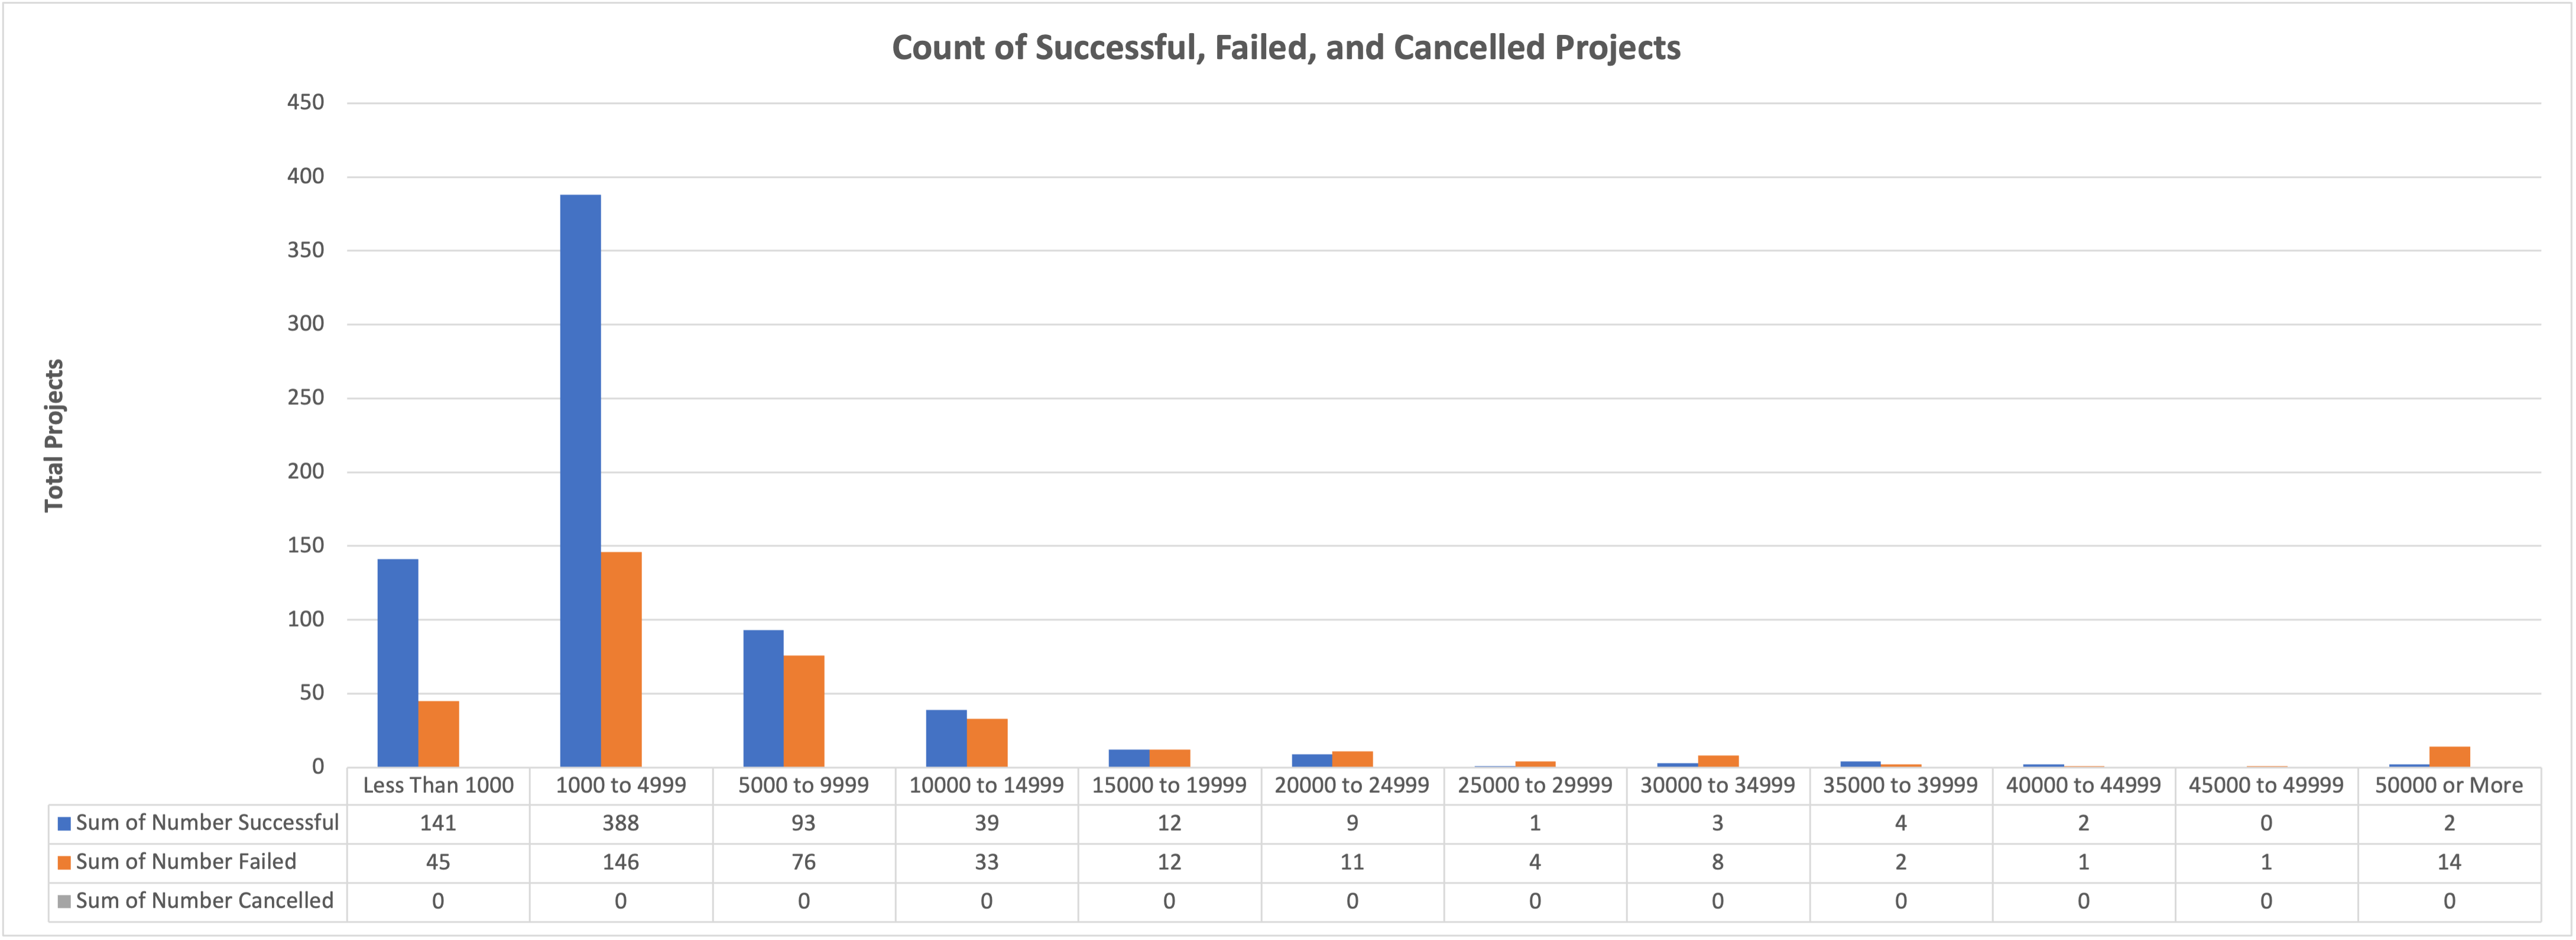 Count of Successful, Failed, and Cancelled Projects
Total Projects
450
400
350
300
250
200
150
100
50
0
Less Than 1000 1000 to 4999 5000 to 9999 10000 to 14999 15000 to 19999 20000 to 24999 25000 to 29999 30000 to 34999 35000 to 39999 40000 to 44999 45000 to 49999 50000 or More
Sum of Number Successful 141 388 93 39 12 9 1 3 4 2 0 2
Sum of Number Failed 45 146 76 33 12 11 4 8 2 1 1 14
Sum of Number Cancelled 0 0 0 0 0 0 0 0 0 0 0 0